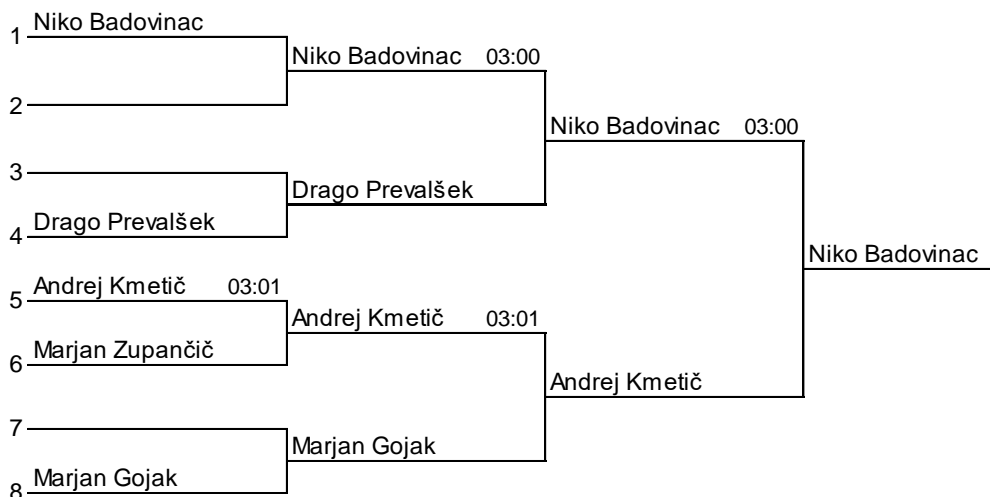 1 Niko Badovinac
Niko Badovinac 03:00
2
Niko Badovinac 03:00
3
Drago Prevalšek
4 Drago Prevalšek
Niko Badovinac
5 Andrej Kmetič 03:01
Andrej Kmetič 03:01
6 Marjan Zupančič
Andrej Kmetič
7
Marjan Gojak
8 Marjan Gojak